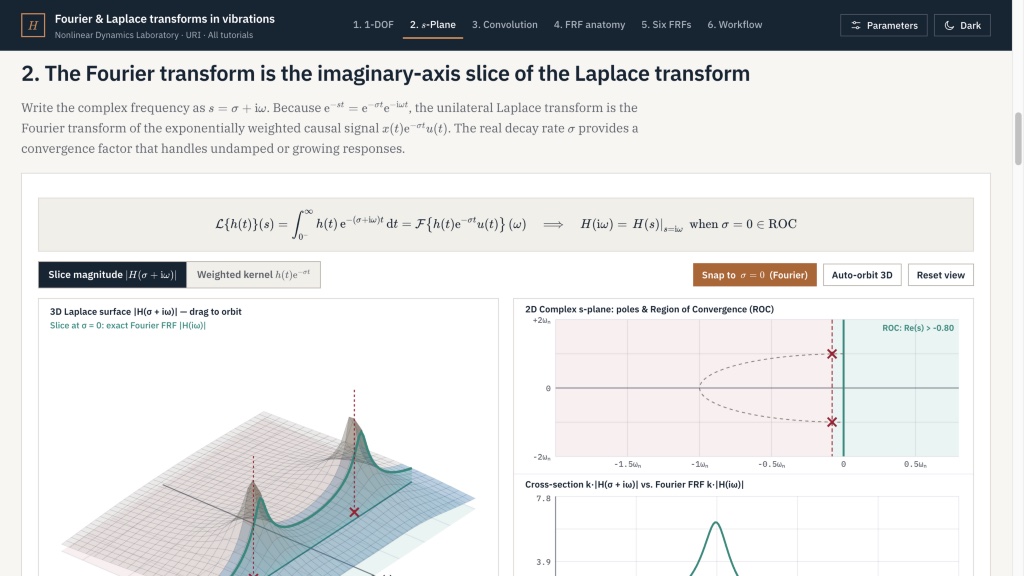 H
Fourier & Laplace transforms in vibrations
Nonlinear Dynamics Laboratory · URI · All tutorials
1. 1-DOF
2. s-Plane
3. Convolution
4. FRF anatomy
5. Six FRFs
6. Workflow
Parameters
Dark
2. The Fourier transform is the imaginary-axis slice of the Laplace transform
Write the complex frequency as s = σ + iω. Because e^{−st} = e^{−σt}e^{−iωt}, the unilateral Laplace transform is the
Fourier transform of the exponentially weighted causal signal x(t)e^{−σt}u(t). The real decay rate σ provides a
convergence factor that handles undamped or growing responses.
ℒ{h(t)}(s) = ∫_{0⁻}^{∞} h(t) e^{−(σ+iω)t} dt = ℱ{h(t)e^{−σt}u(t)}(ω) ⟹ H(iω) = H(s)|_{s=iω} when σ = 0 ∈ ROC
Slice magnitude |H(σ + iω)|
Weighted kernel h(t)e^{−σt}
Snap to σ = 0 (Fourier)
Auto-orbit 3D
Reset view
3D Laplace surface |H(σ + iω)| — drag to orbit
Slice at σ = 0: exact Fourier FRF |H(iω)|
2D Complex s-plane: poles & Region of Convergence (ROC)
+2ωₙ
ROC: Re(s) > -0.80
0
-2ωₙ
-1.5ωₙ
-1ωₙ
-0.5ωₙ
0
0.5ωₙ
Cross-section k·|H(σ + iω)| vs. Fourier FRF k·|H(iω)|
7.8
3.9